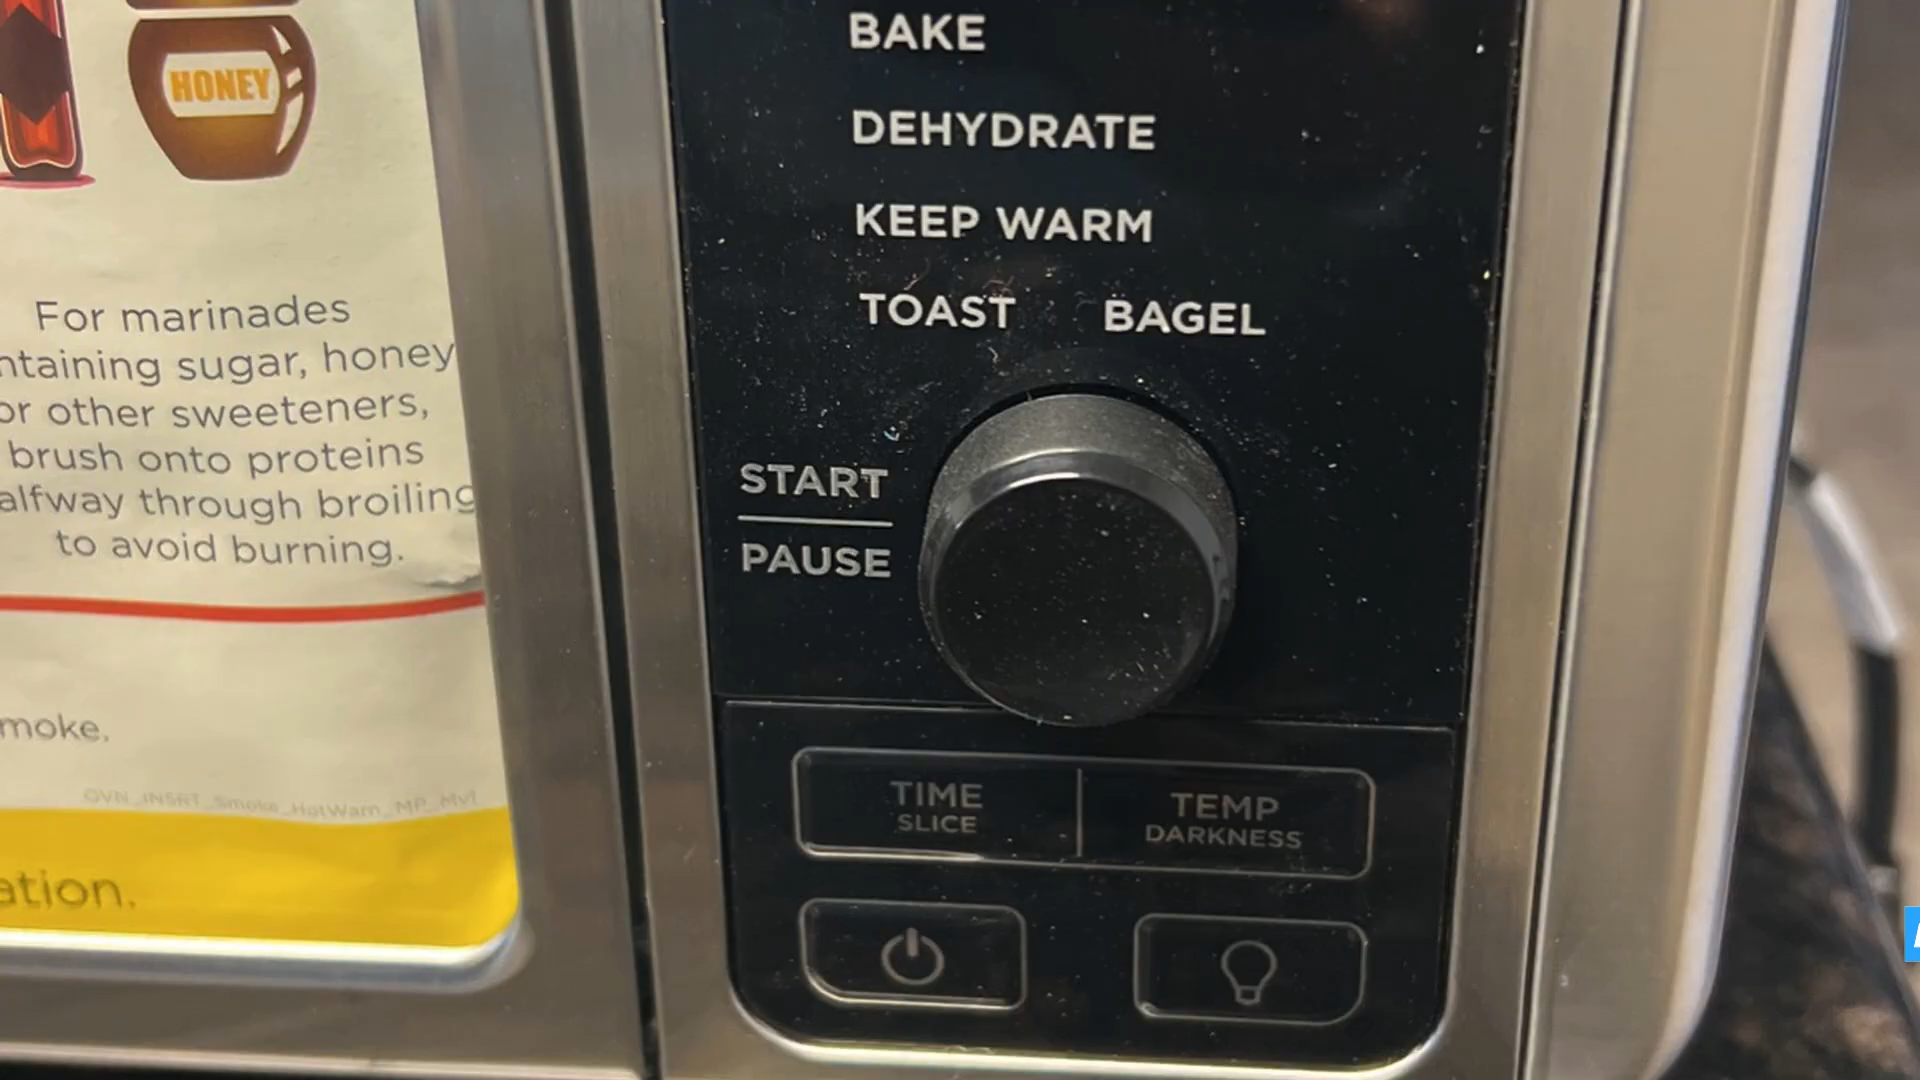 HONEY
For marinades
ntaining sugar, honey
or other sweeteners,
brush onto proteins
alfway through broiling
to avoid burning.
moke.
ation.
BAKE
DEHYDRATE
KEEP WARM
TOAST BAGEL
START
PAUSE
TIME TEMP
SLICE DARKNESS